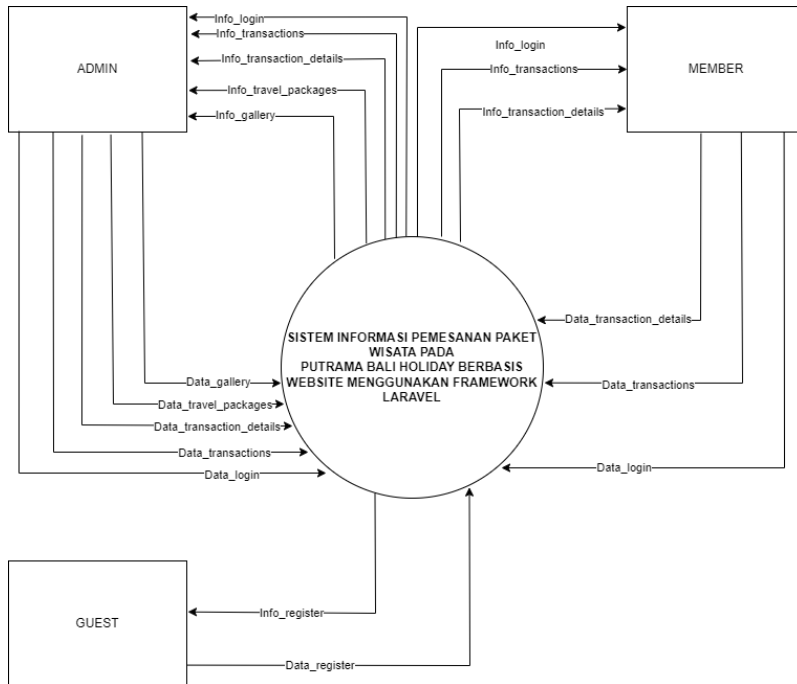 Info_login
Info_transactions
Info_transaction_details
Info_travel_packages
Info_gallery
ADMIN
Info_login
Info_transactions
Info_transaction_details
MEMBER
SISTEM INFORMASI PEMESANAN PAKET
WISATA PADA
PUTRAMA BALI HOLIDAY BERBASIS
WEBSITE MENGGUNAKAN FRAMEWORK
LARAVEL
Data_gallery
Data_travel_packages
Data_transaction_details
Data_transactions
Data_login
Data_transaction_details
Data_transactions
Data_login
GUEST
Info_register
Data_register